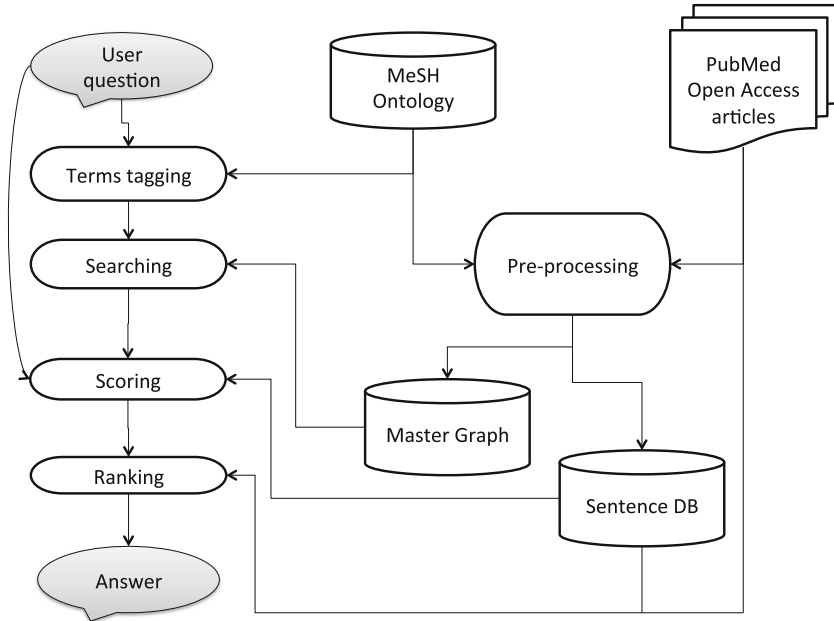 User
question
MeSH
Ontology
PubMed
Open Access
articles
Terms tagging
Searching
Pre-processing
Scoring
Master Graph
Ranking
Sentence DB
Answer